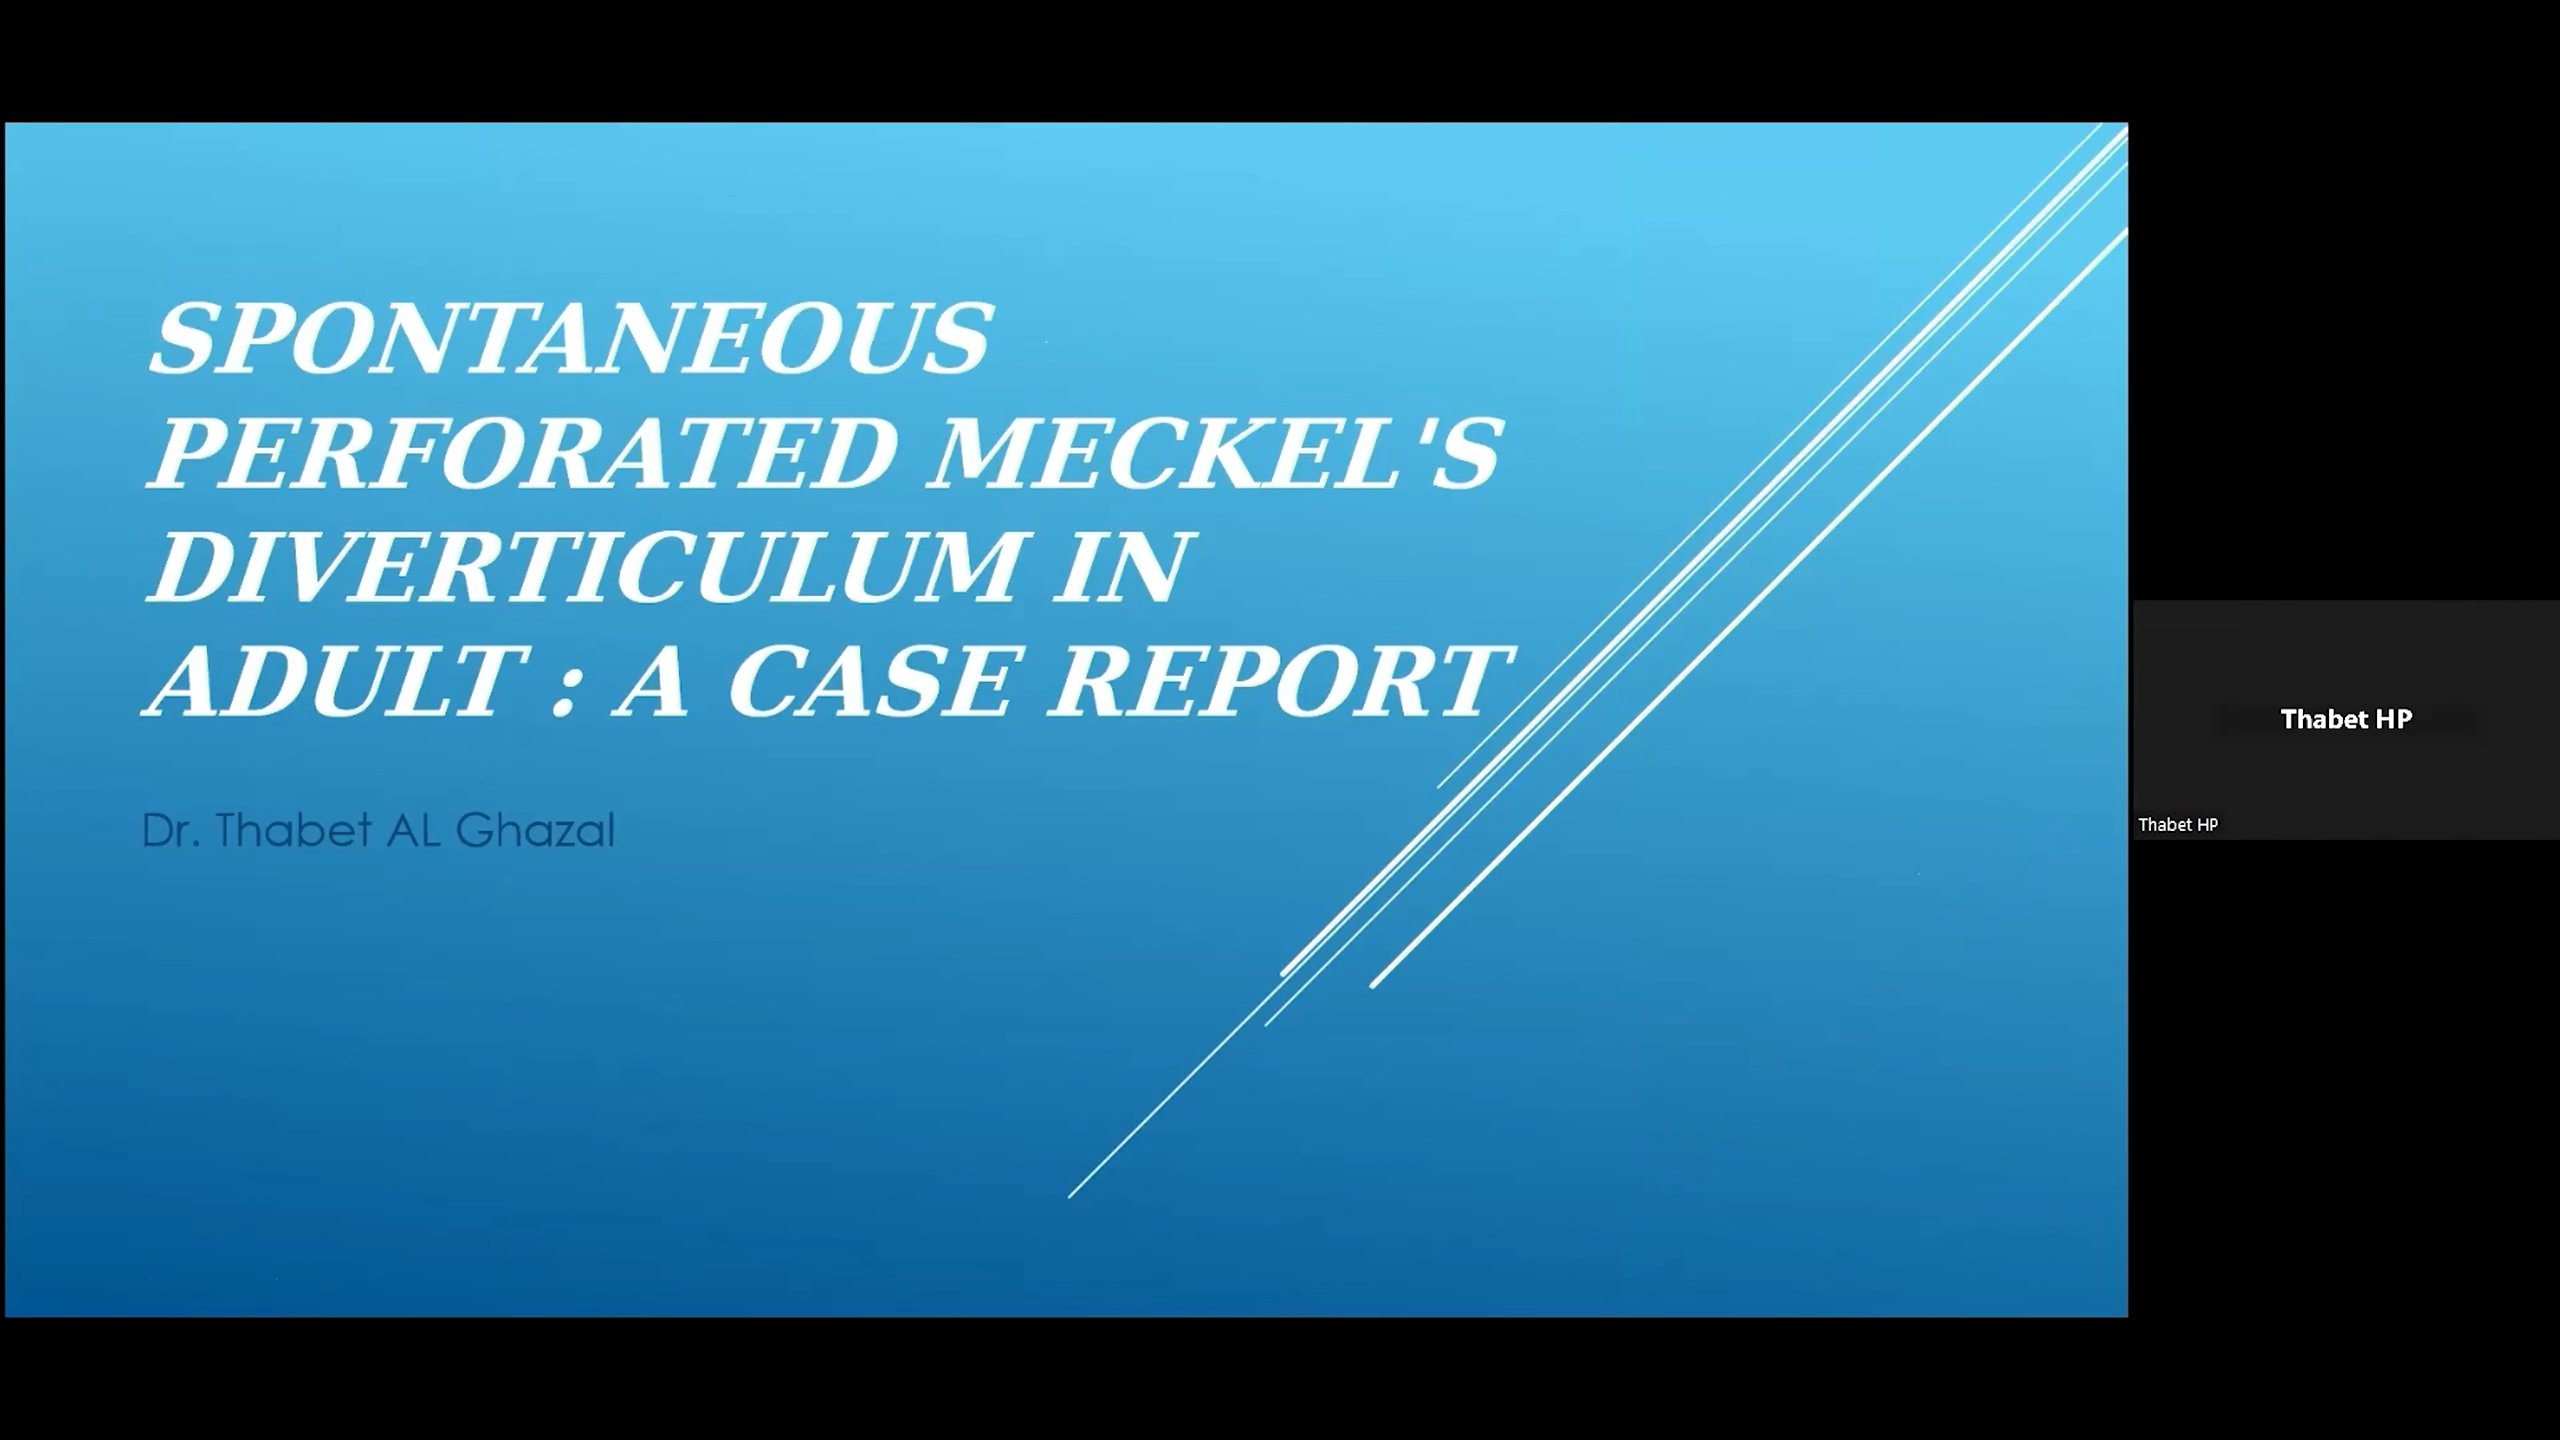 SPONTANEOUS
PERFORATED MECKEL'S
DIVERTICULUM IN
ADULT : A CASE REPORT
Dr. Thabet AL Ghazal
Thabet HP
Thabet HP